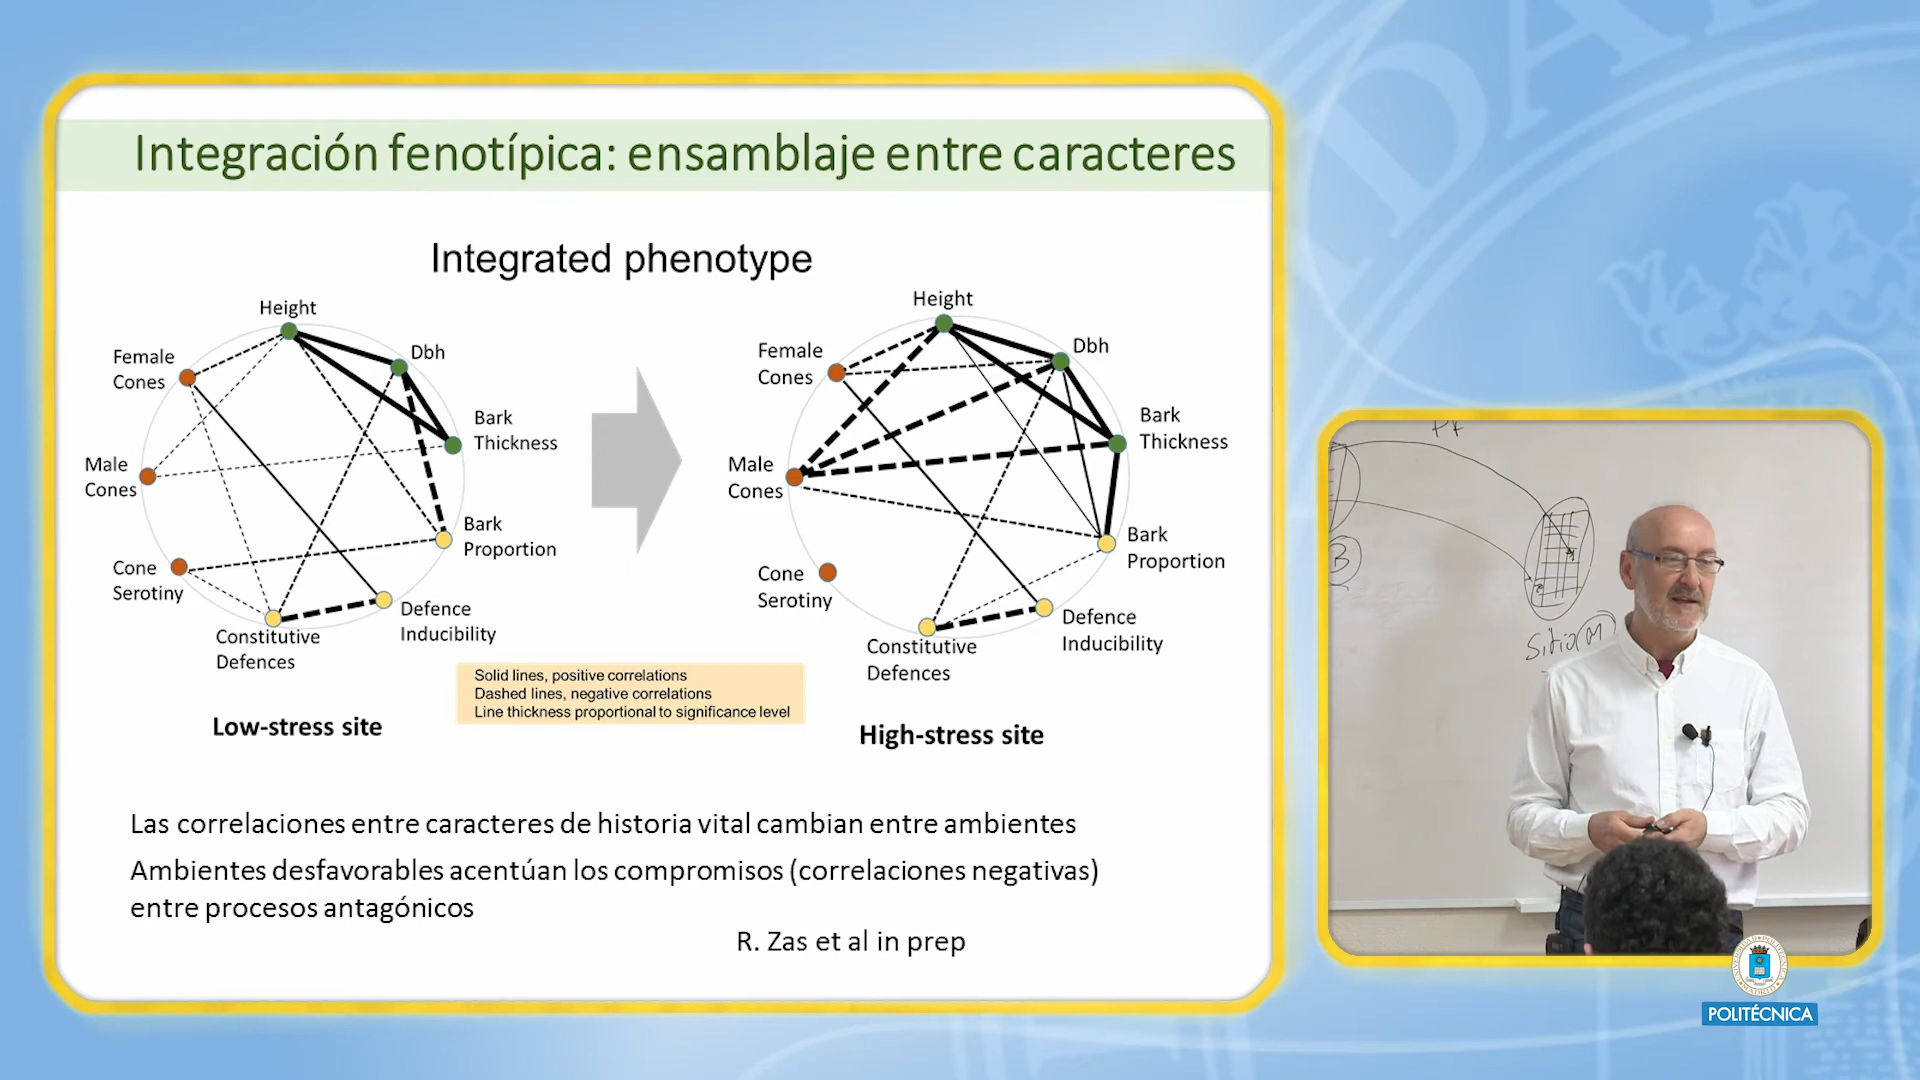 Integración fenotípica: ensamblaje entre caracteres
Integrated phenotype
Height
Female
Cones
Dbh
Bark
Thickness
Male
Cones
Bark
Proportion
Cone
Serotiny
Defence
Inducibility
Constitutive
Defences
Low-stress site
Height
Female
Cones
Dbh
Bark
Thickness
Male
Cones
Bark
Proportion
Cone
Serotiny
Defence
Inducibility
Constitutive
Defences
High-stress site
Solid lines, positive correlations
Dashed lines, negative correlations
Line thickness proportional to significance level
Las correlaciones entre caracteres de historia vital cambian entre ambientes
Ambientes desfavorables acentúan los compromisos (correlaciones negativas)
entre procesos antagónicos
R. Zas et al in prep
B
Sitio(M)
POLITÉCNICA